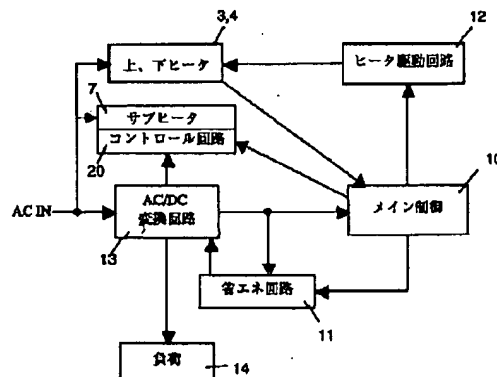 3,4
12
上、下ヒータ
ヒータ駆動回路
7
サブヒータ
コントロール回路
20
10
AC IN
AC/DC
変換回路
メイン制御
13
省エネ回路
11
負荷
14